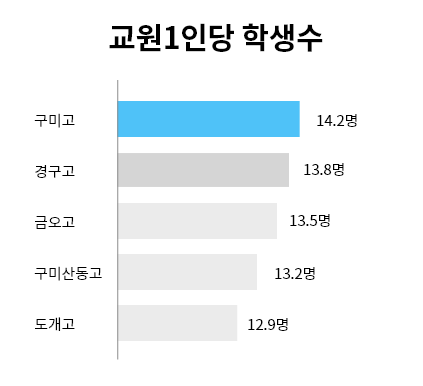 교원1인당 학생수
구미고 14.2명
경구고 13.8명
금오고 13.5명
구미산동고 13.2명
도개고 12.9명